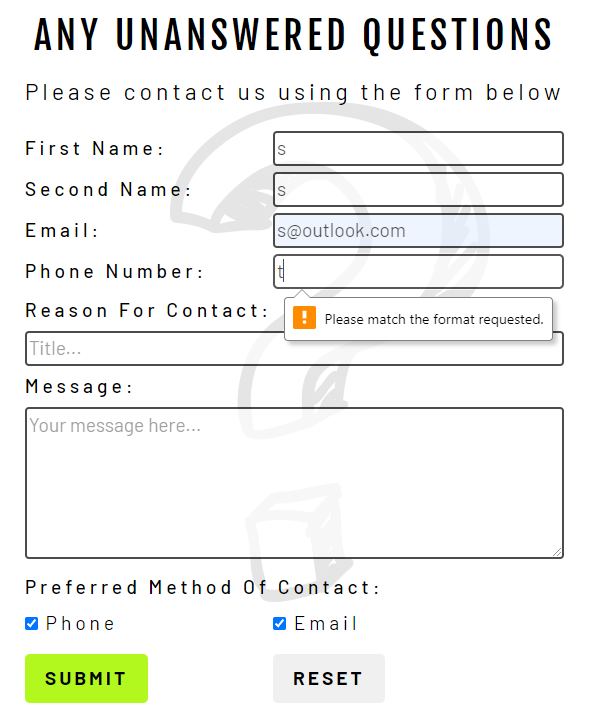 ANY UNANSWERED QUESTIONS
Please contact us using the form below
First Name: s
Second Name: s
Email: s@outlook.com
Phone Number: t
Please match the format requested.
Reason For Contact:
Title...
Message:
Your message here...
Preferred Method Of Contact:
Phone Email
SUBMIT RESET